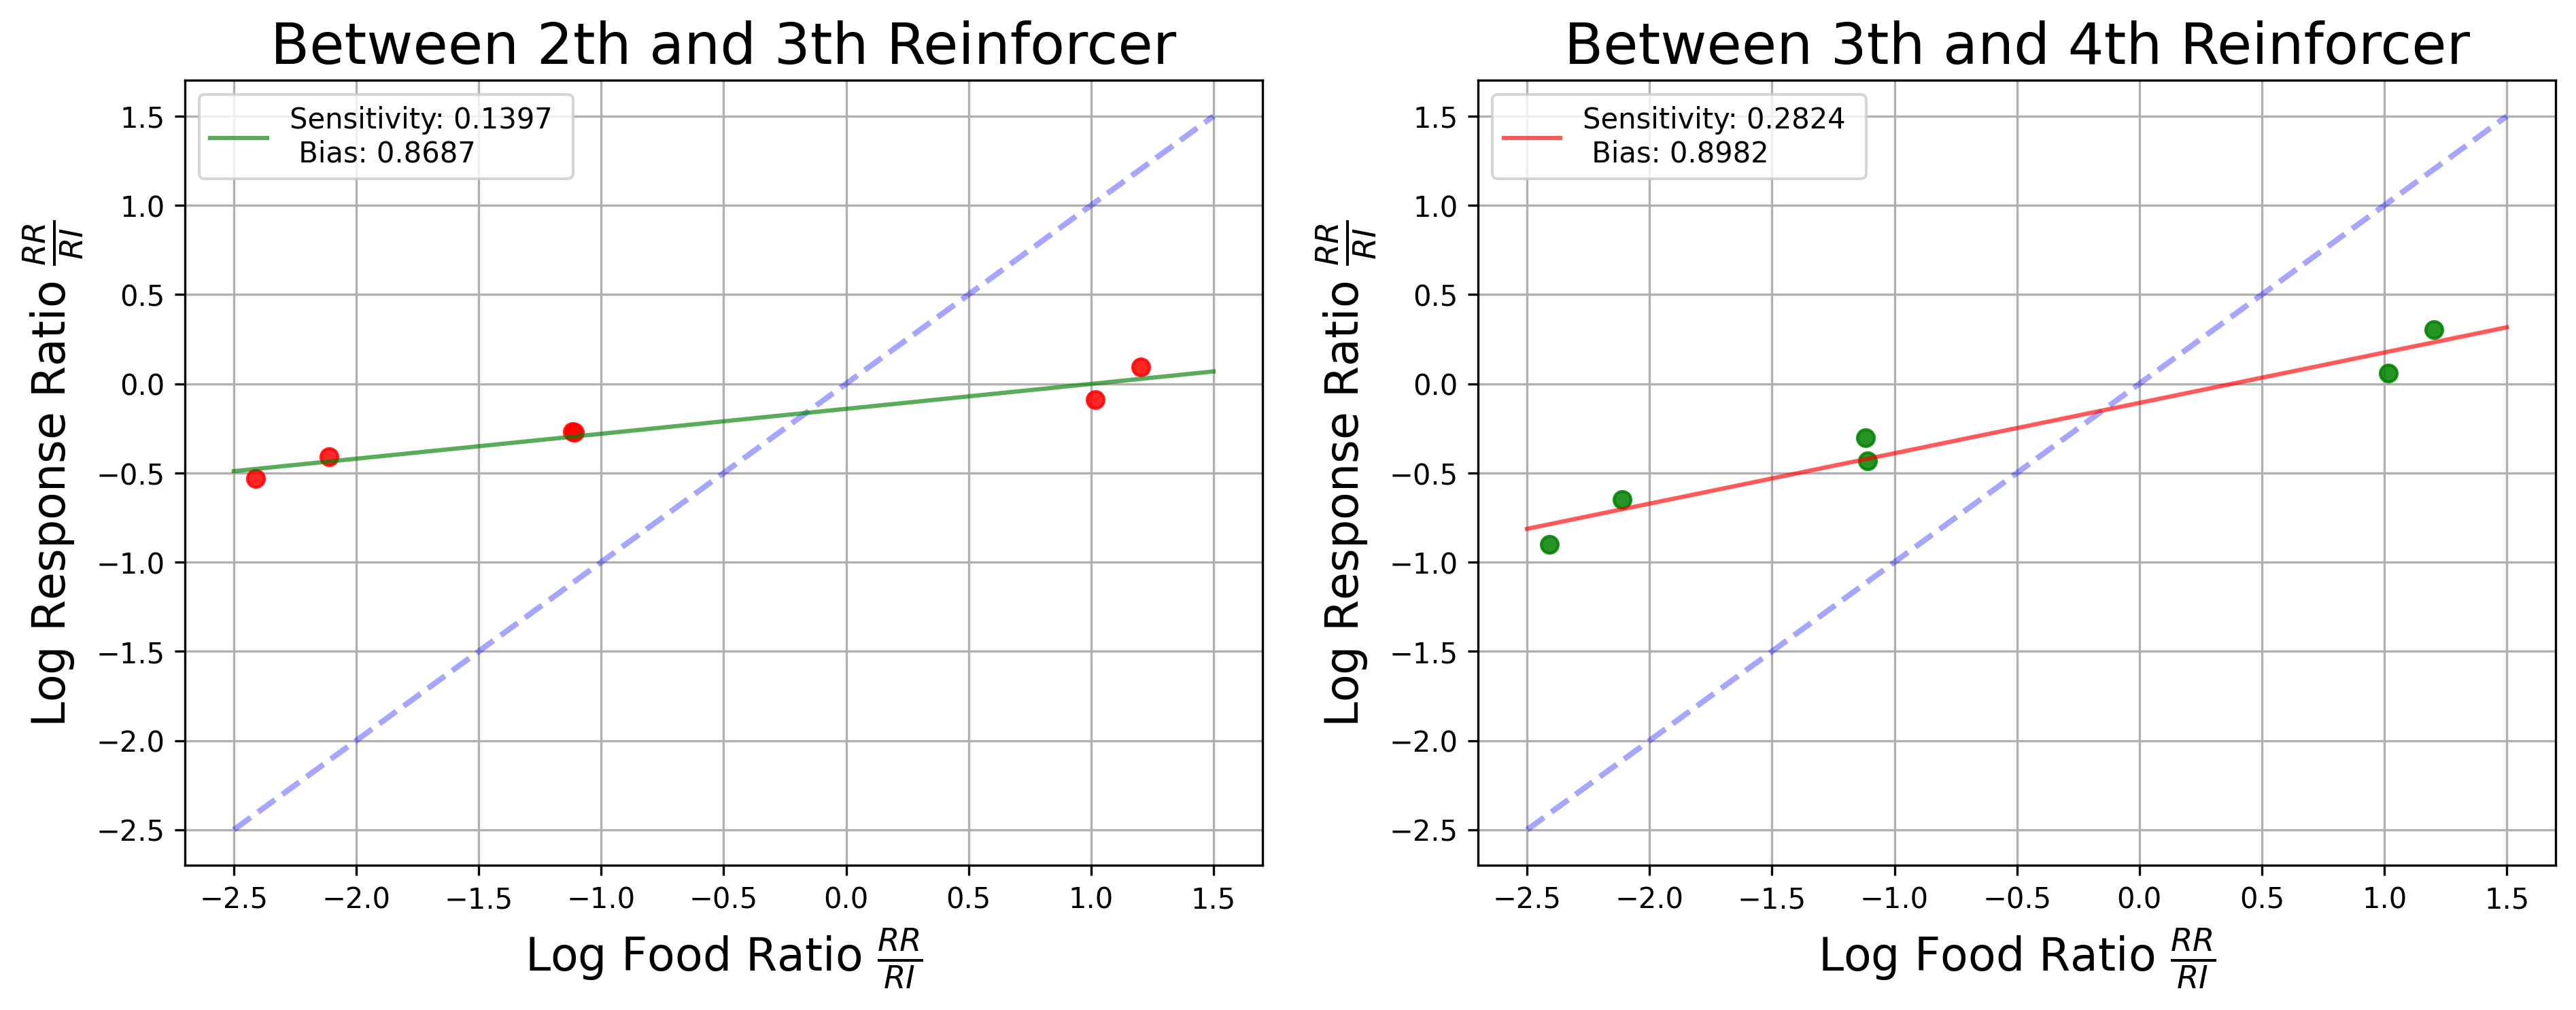 Between 2th and 3th Reinforcer
Sensitivity: 0.1397
Bias: 0.8687
1.5
1.0
0.5
0.0
−0.5
−1.0
−1.5
−2.0
−2.5
Log Response Ratio RR/RI
−2.5 −2.0 −1.5 −1.0 −0.5 0.0 0.5 1.0 1.5
Log Food Ratio RR/RI
Between 3th and 4th Reinforcer
Sensitivity: 0.2824
Bias: 0.8982
1.5
1.0
0.5
0.0
−0.5
−1.0
−1.5
−2.0
−2.5
Log Response Ratio RR/RI
−2.5 −2.0 −1.5 −1.0 −0.5 0.0 0.5 1.0 1.5
Log Food Ratio RR/RI